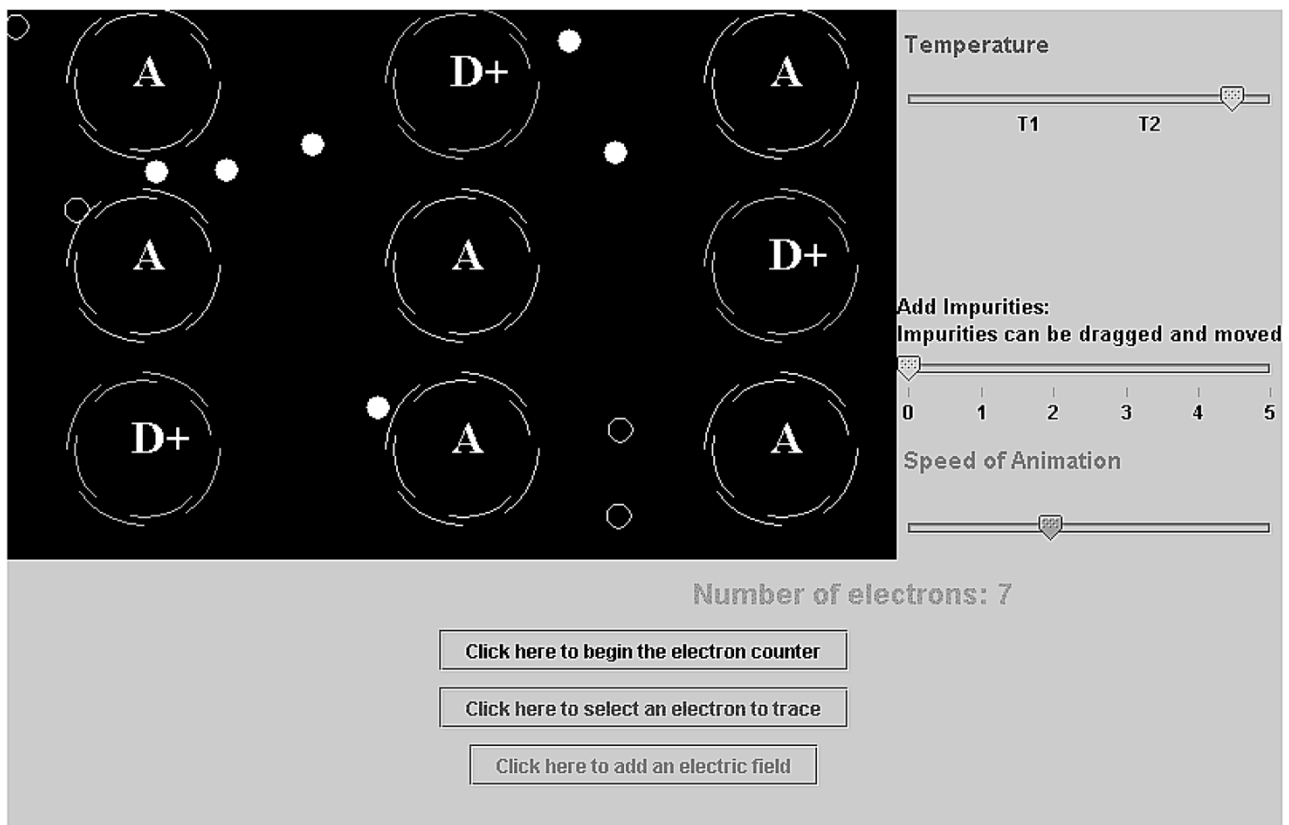 A D+ A
A A D+
D+ A A
Temperature
T1 T2
Add Impurities:
Impurities can be dragged and moved
0 1 2 3 4 5
Speed of Animation
Number of electrons: 7
Click here to begin the electron counter
Click here to select an electron to trace
Click here to add an electric field